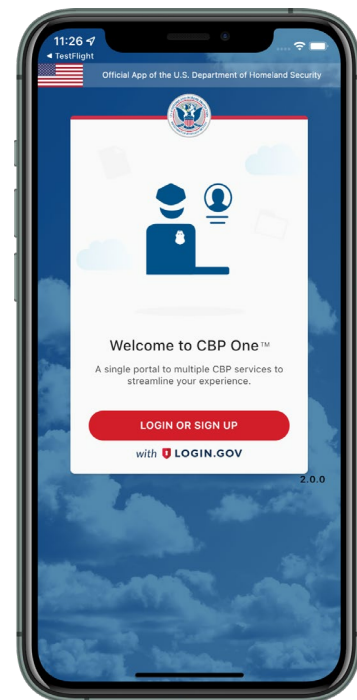 11:26
◀ TestFlight
Official App of the U.S. Department of Homeland Security
Welcome to CBP One™
A single portal to multiple CBP services to
streamline your experience.
LOGIN OR SIGN UP
with LOGIN.GOV
2.0.0